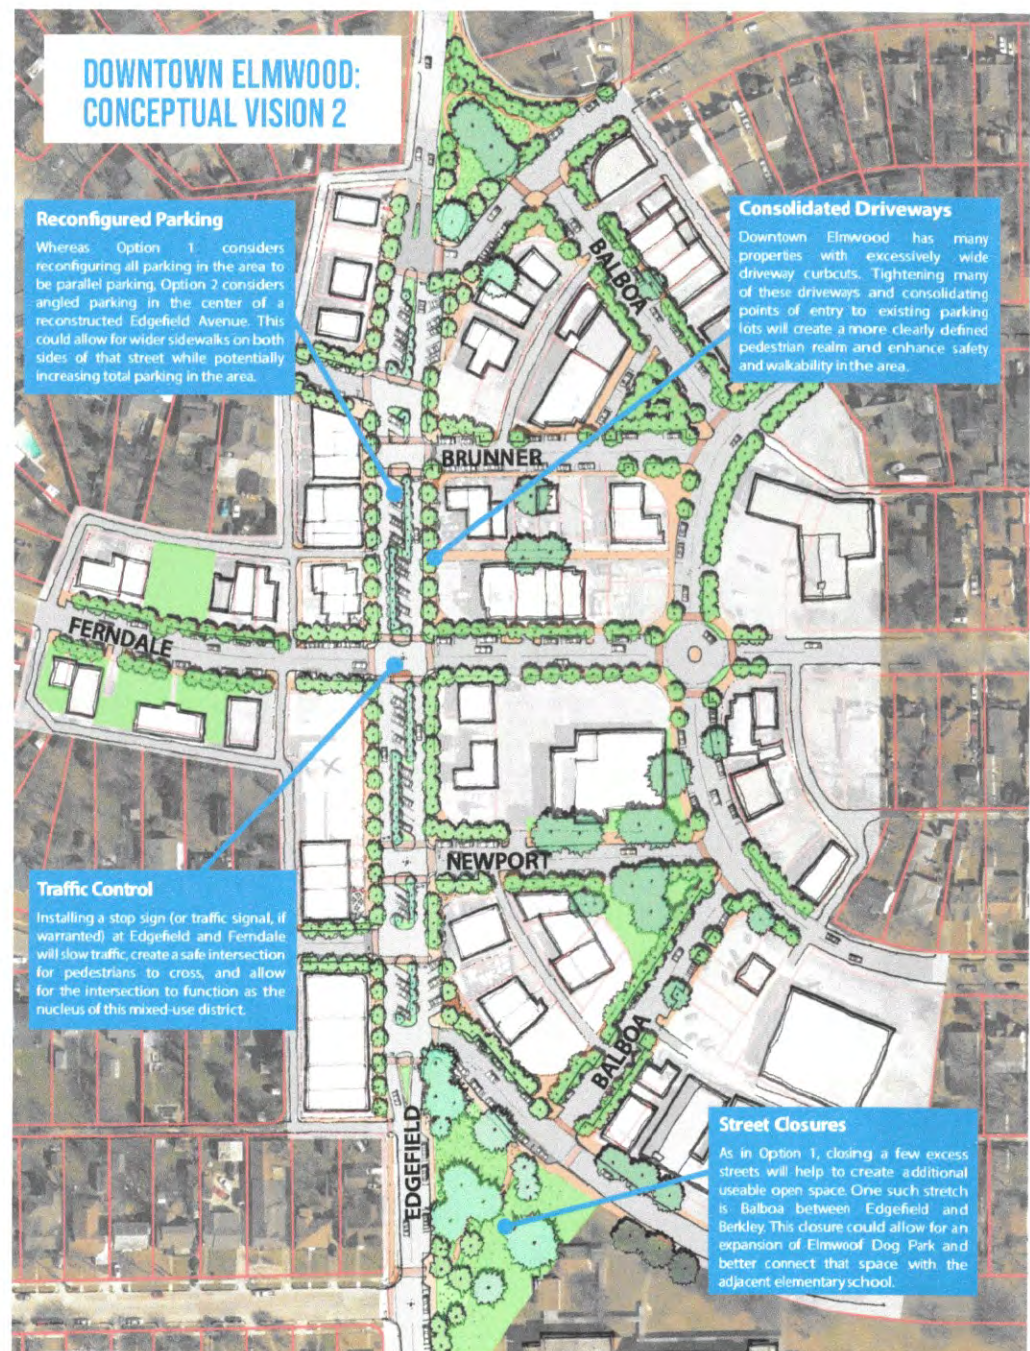 DOWNTOWN ELMWOOD:
CONCEPTUAL VISION 2
Reconfigured Parking
Whereas Option 1 considers
reconfiguring all parking in the area to
be parallel parking, Option 2 considers
angled parking in the center of a
reconstructed Edgefield Avenue. This
could allow for wider sidewalks on both
sides of that street while potentially
increasing total parking in the area.
Consolidated Driveways
Downtown Elmwood has many
properties with excessively wide
driveway curbcuts. Tightening many
of these driveways and consolidating
points of entry to existing parking
lots will create a more clearly defined
pedestrian realm and enhance safety
and walkability in the area.
BALBOA
BRUNNER
FERNDALE
NEWPORT
Traffic Control
Installing a stop sign (or traffic signal, if
warranted) at Edgefield and Ferndale
will slow traffic, create a safe intersection
for pedestrians to cross, and allow
for the intersection to function as the
nucleus of this mixed-use district.
BALBOA
EDGEFIELD
Street Closures
As in Option 1, closing a few excess
streets will help to create additional
useable open space. One such stretch
is Balboa between Edgefield and
Berkley. This closure could allow for an
expansion of Elmwoof Dog Park and
better connect that space with the
adjacent elementary school.